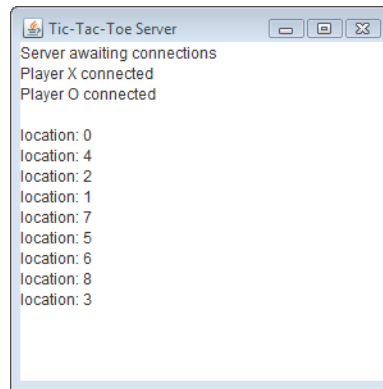 Tic-Tac-Toe Server
Server awaiting connections
Player X connected
Player O connected
location: 0
location: 4
location: 2
location: 1
location: 7
location: 5
location: 6
location: 8
location: 3